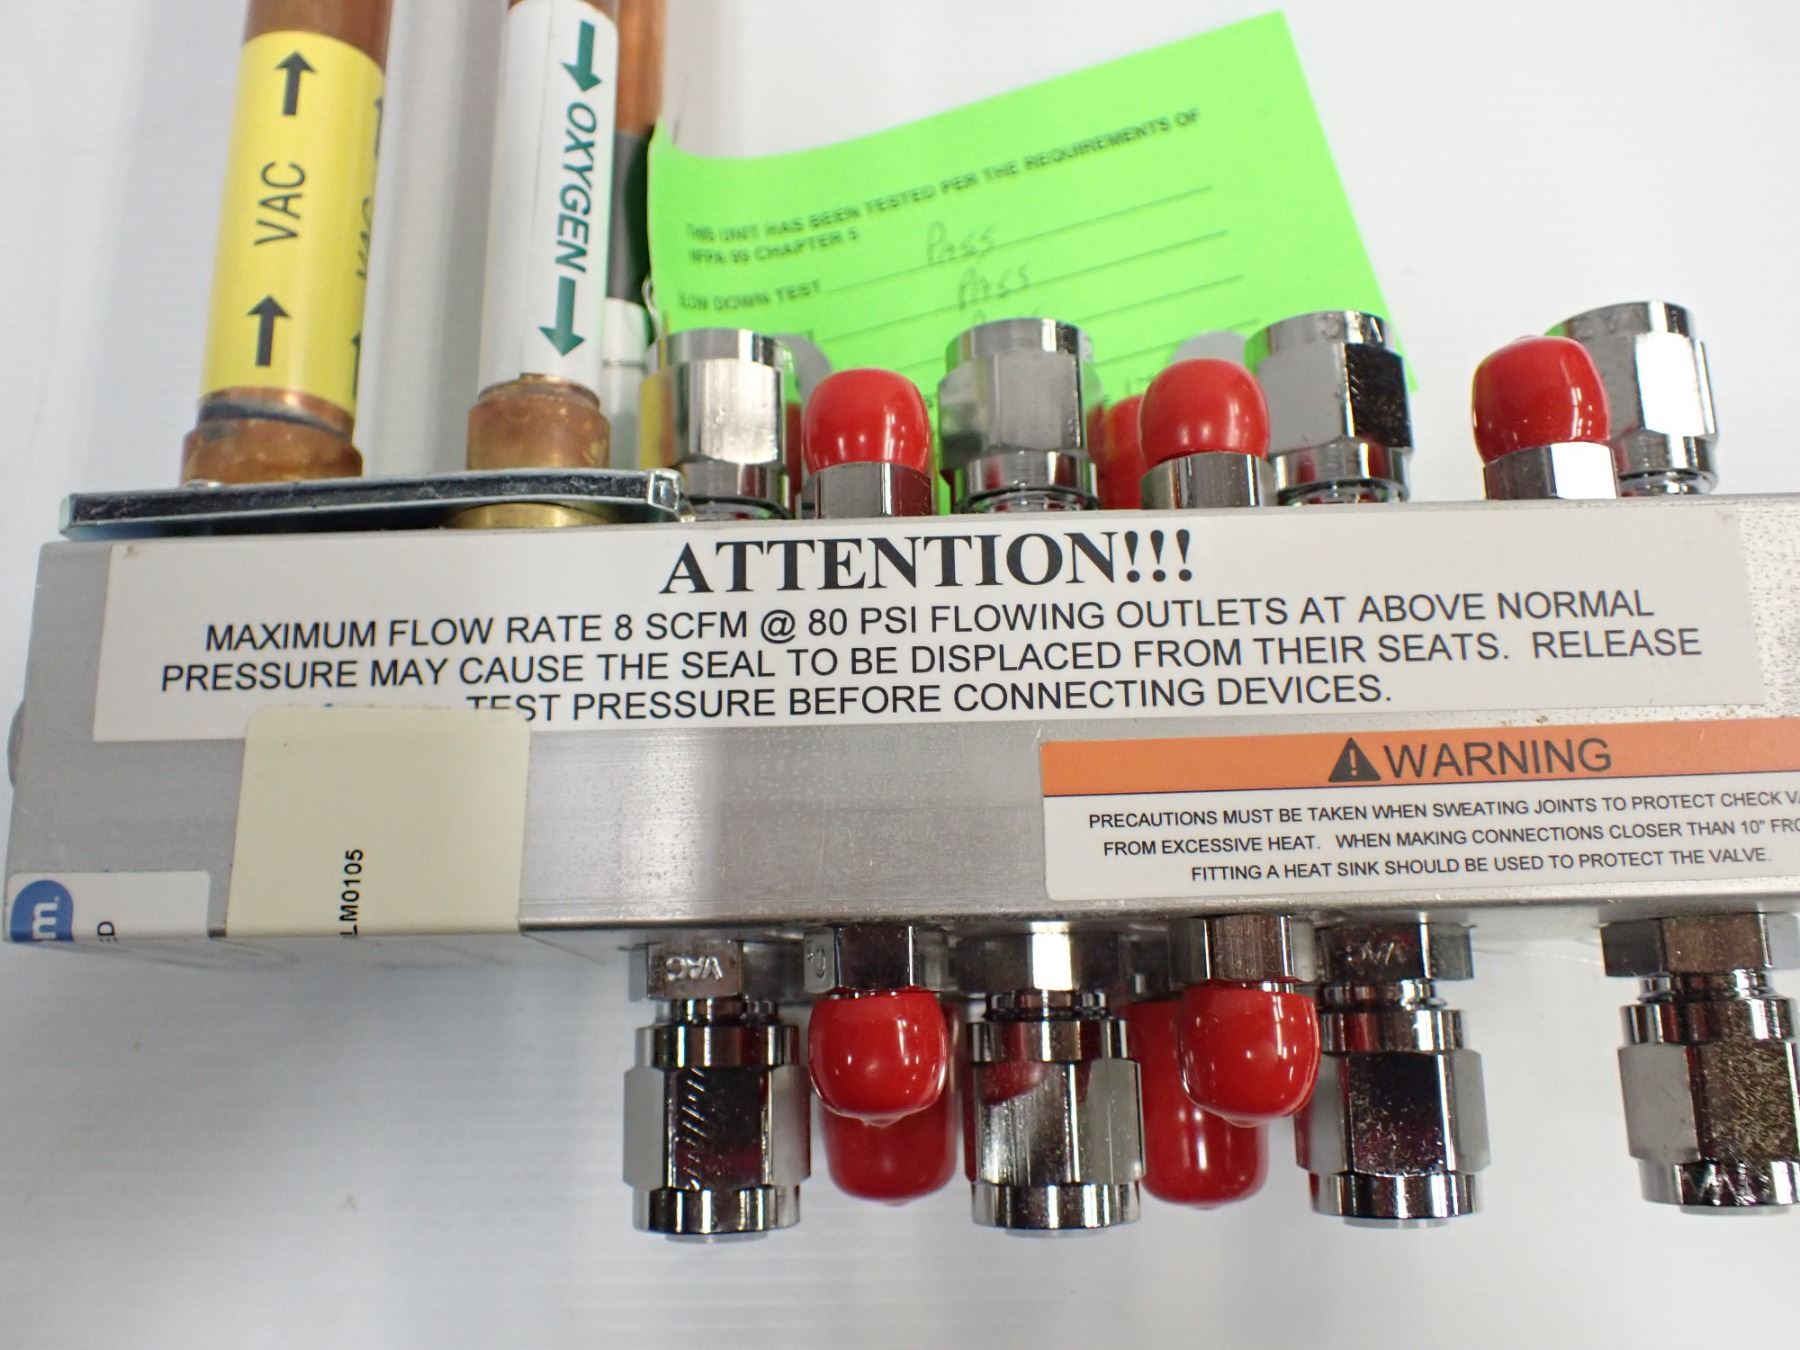 VAC
VAC
OXYGEN
THIS UNIT HAS BEEN TESTED PER THE REQUIREMENTS OF
NFPA 99 CHAPTER 5
Pass
BLOW DOWN TEST
Pass
ATTENTION!!!
MAXIMUM FLOW RATE 8 SCFM @ 80 PSI FLOWING OUTLETS AT ABOVE NORMAL
PRESSURE MAY CAUSE THE SEAL TO BE DISPLACED FROM THEIR SEATS. RELEASE
TEST PRESSURE BEFORE CONNECTING DEVICES.
WARNING
PRECAUTIONS MUST BE TAKEN WHEN SWEATING JOINTS TO PROTECT CHECK
FROM EXCESSIVE HEAT. WHEN MAKING CONNECTIONS CLOSER THAN 10"
FITTING A HEAT SINK SHOULD BE USED TO PROTECT THE VALVE.
LM0105
m.
ED
VAC
VAC